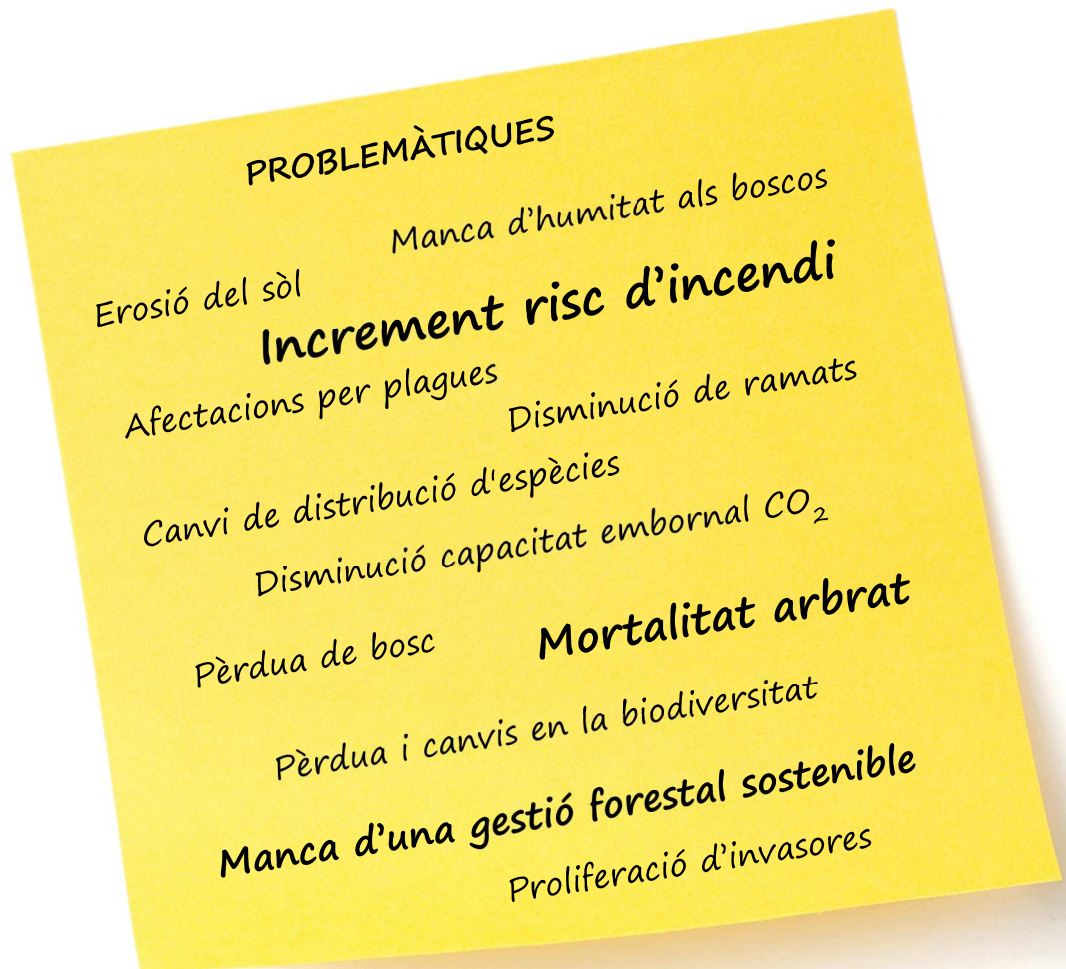 PROBLEMÀTIQUES
Manca d’humitat als boscos
Erosió del sòl
Increment risc d’incendi
Afectacions per plagues
Disminució de ramats
Canvi de distribució d'espècies
Disminució capacitat embornal CO₂
Pèrdua de bosc
Mortalitat arbrat
Pèrdua i canvis en la biodiversitat
Manca d’una gestió forestal sostenible
Proliferació d’invasores